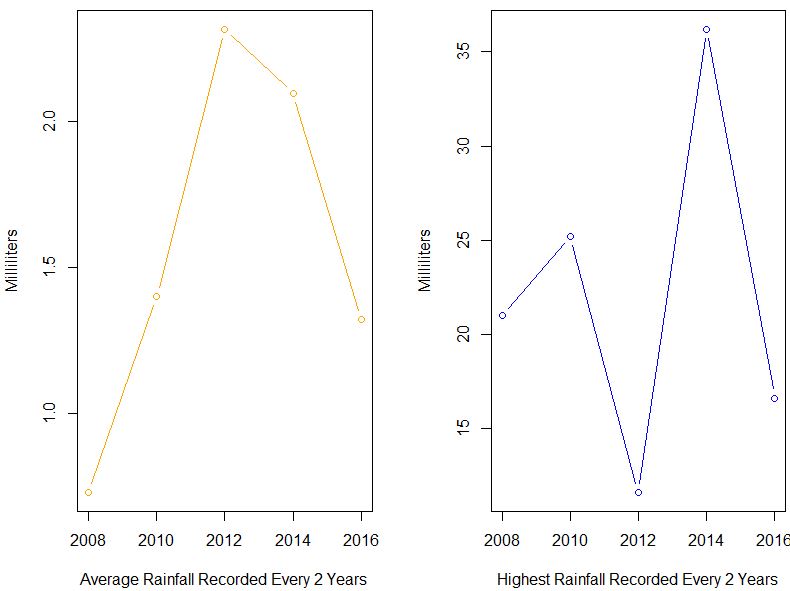 Milliliters
2.0
1.5
1.0
2008 2010 2012 2014 2016
Average Rainfall Recorded Every 2 Years
Milliliters
35
30
25
20
15
2008 2010 2012 2014 2016
Highest Rainfall Recorded Every 2 Years